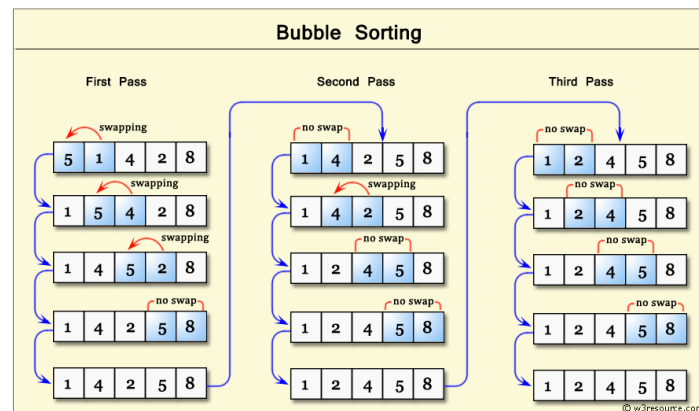 Bubble Sorting
First Pass
swapping
5 1 4 2 8
swapping
1 5 4 2 8
swapping
1 4 5 2 8
no swap
1 4 2 5 8
1 4 2 5 8
Second Pass
no swap
1 4 2 5 8
swapping
1 4 2 5 8
no swap
1 2 4 5 8
no swap
1 2 4 5 8
1 2 4 5 8
Third Pass
no swap
1 2 4 5 8
no swap
1 2 4 5 8
no swap
1 2 4 5 8
no swap
1 2 4 5 8
1 2 4 5 8
© w3resource.com